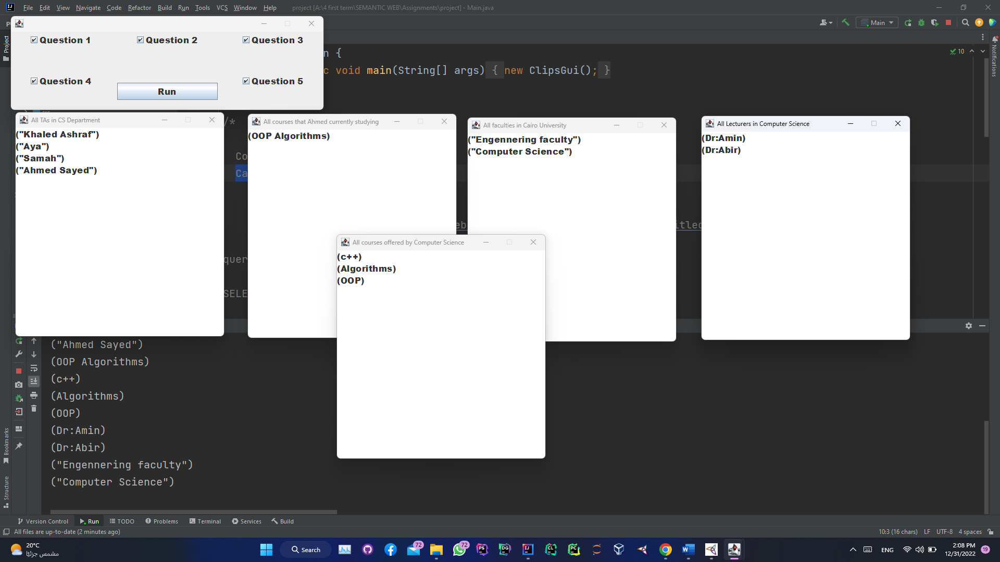 File Edit View Navigate Code Refactor Build Run Tools VCS Window Help project [A:\4 first term\SEMANTIC WEB\Assignments\project] - Main.java
Main
Project
Question 1 Question 2 Question 3
Question 4 Question 5
Run
n {
c void main(String[] args) { new ClipsGui(); }
10
Notifications
/*
Co
Ca
eb
itled
quer
SELE
All TAs in CS Department
("Khaled Ashraf")
("Aya")
("Samah")
("Ahmed Sayed")
All courses that Ahmed currently studying
(OOP Algorithms)
All faculties in Cairo University
("Engennering faculty")
("Computer Science")
All Lecturers in Computer Science
(Dr:Amin)
(Dr:Abir)
All courses offered by Computer Science
(c++)
(Algorithms)
(OOP)
("Ahmed Sayed")
(OOP Algorithms)
(c++)
(Algorithms)
(OOP)
(Dr:Amin)
(Dr:Abir)
("Engennering faculty")
("Computer Science")
Bookmarks
Structure
Version Control Run TODO Problems Terminal Services Build
All files are up-to-date (2 minutes ago) 10:3 (16 chars) LF UTF-8 4 spaces
20°C
مشمس جزئيًا
Search
72
72
PS DG IJ CL PC
ENG
2:08 PM
12/31/2022
19